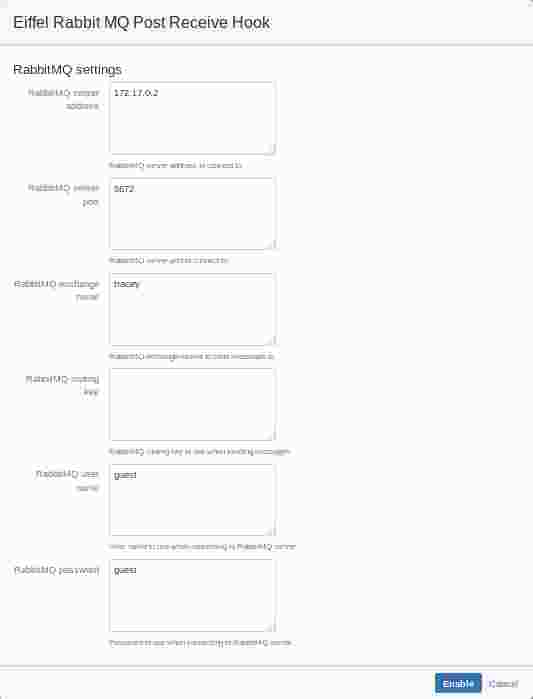 Eiffel Rabbit MQ Post Receive Hook
RabbitMQ settings
RabbitMQ server
address
172.17.0.2
RabbitMQ server address to connect to
RabbitMQ server
port
5672
RabbitMQ server port to connect to
RabbitMQ exchange
name
tracey
RabbitMQ exchange name to send messages to
RabbitMQ routing
key
RabbitMQ routing key to use when sending messages
RabbitMQ user
name
guest
User name to use when connecting to RabbitMQ server
RabbitMQ password
guest
Password to use when connecting to RabbitMQ server
Enable
Cancel